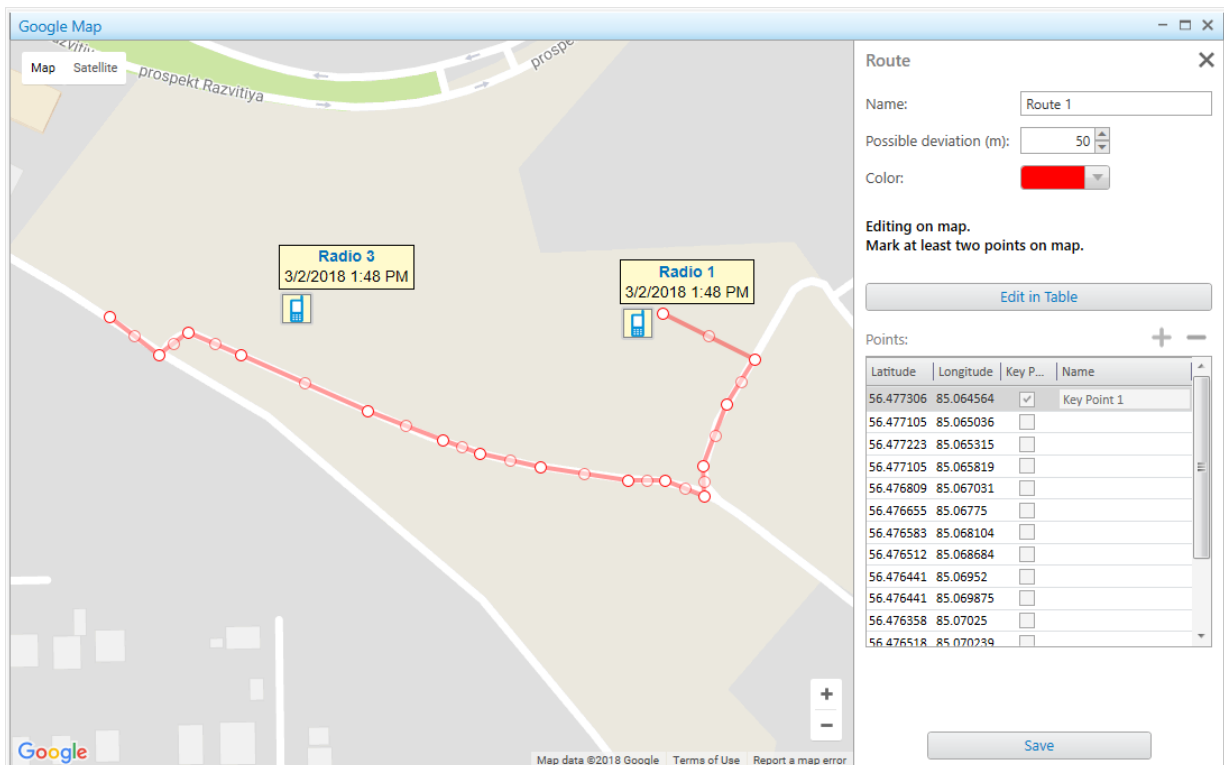 Google Map
Map Satellite
prospekt Razvitiya
Radio 3
3/2/2018 1:48 PM
Radio 1
3/2/2018 1:48 PM
Google
Map data ©2018 Google Terms of Use Report a map error
Route
Name: Route 1
Possible deviation (m): 50
Color:
Editing on map.
Mark at least two points on map.
Edit in Table
Points:
Latitude Longitude Key P... Name
56.477306 85.064564 Key Point 1
56.477105 85.065036
56.477223 85.065315
56.477105 85.065819
56.476809 85.067031
56.476655 85.06775
56.476583 85.068104
56.476512 85.068684
56.476441 85.06952
56.476441 85.069875
56.476358 85.07025
56.476518 85.070239
Save